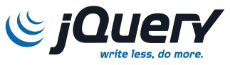 jQuery
write less, do more.